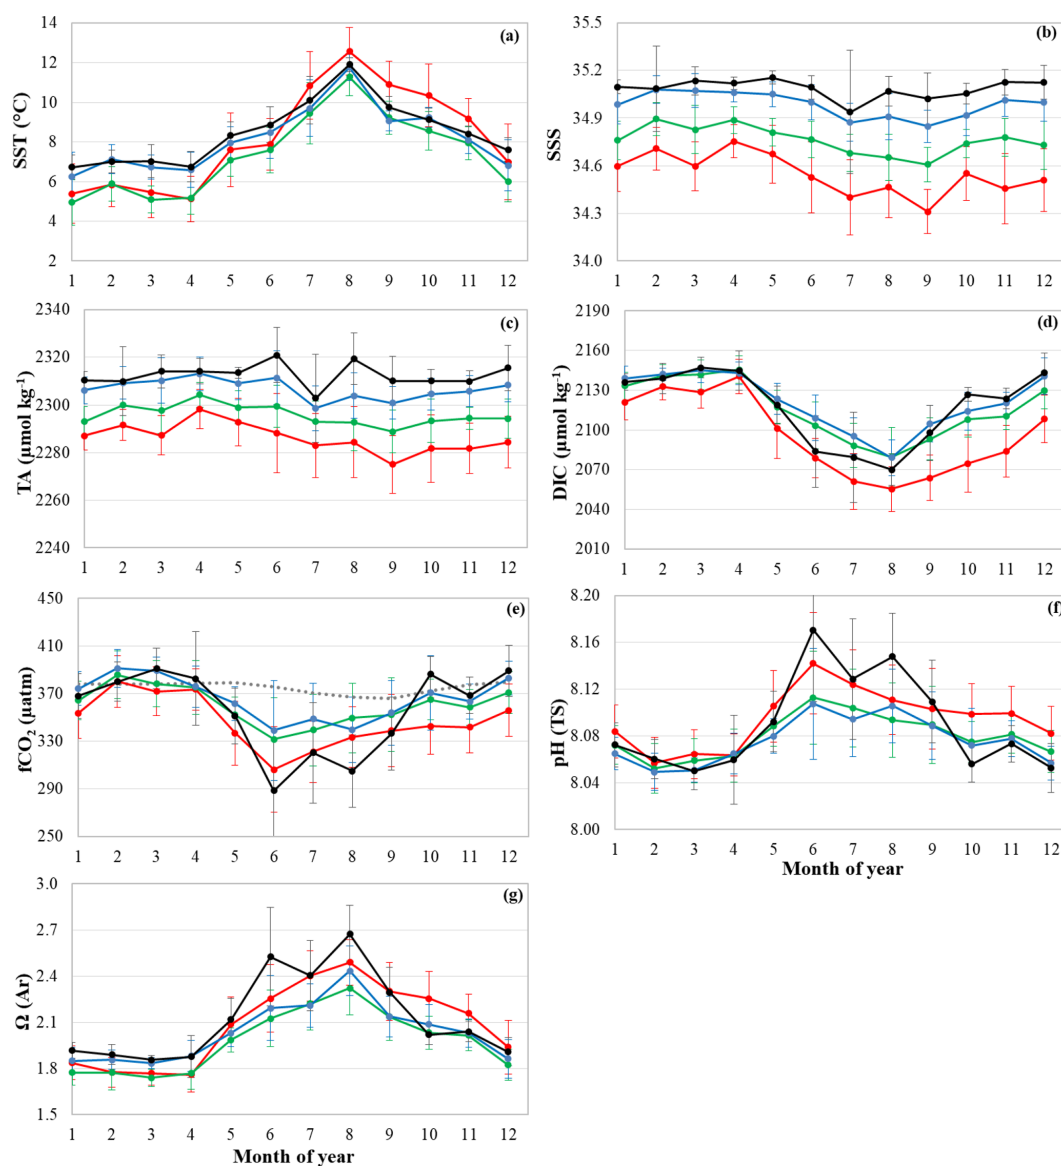 (a)
SST (°C)
14
12
10
8
6
4
2
1 2 3 4 5 6 7 8 9 10 11 12
(b)
SSS
35.5
35.2
34.9
34.6
34.3
34.0
1 2 3 4 5 6 7 8 9 10 11 12
(c)
TA (µmol kg⁻¹)
2340
2320
2300
2280
2260
2240
1 2 3 4 5 6 7 8 9 10 11 12
(d)
DIC (µmol kg⁻¹)
2190
2160
2130
2100
2070
2040
2010
1 2 3 4 5 6 7 8 9 10 11 12
(e)
fCO₂ (µatm)
450
410
370
330
290
250
1 2 3 4 5 6 7 8 9 10 11 12
(f)
pH (TS)
8.20
8.16
8.12
8.08
8.04
8.00
1 2 3 4 5 6 7 8 9 10 11 12
Month of year
(g)
Ω (Ar)
3.0
2.7
2.4
2.1
1.8
1.5
1 2 3 4 5 6 7 8 9 10 11 12
Month of year